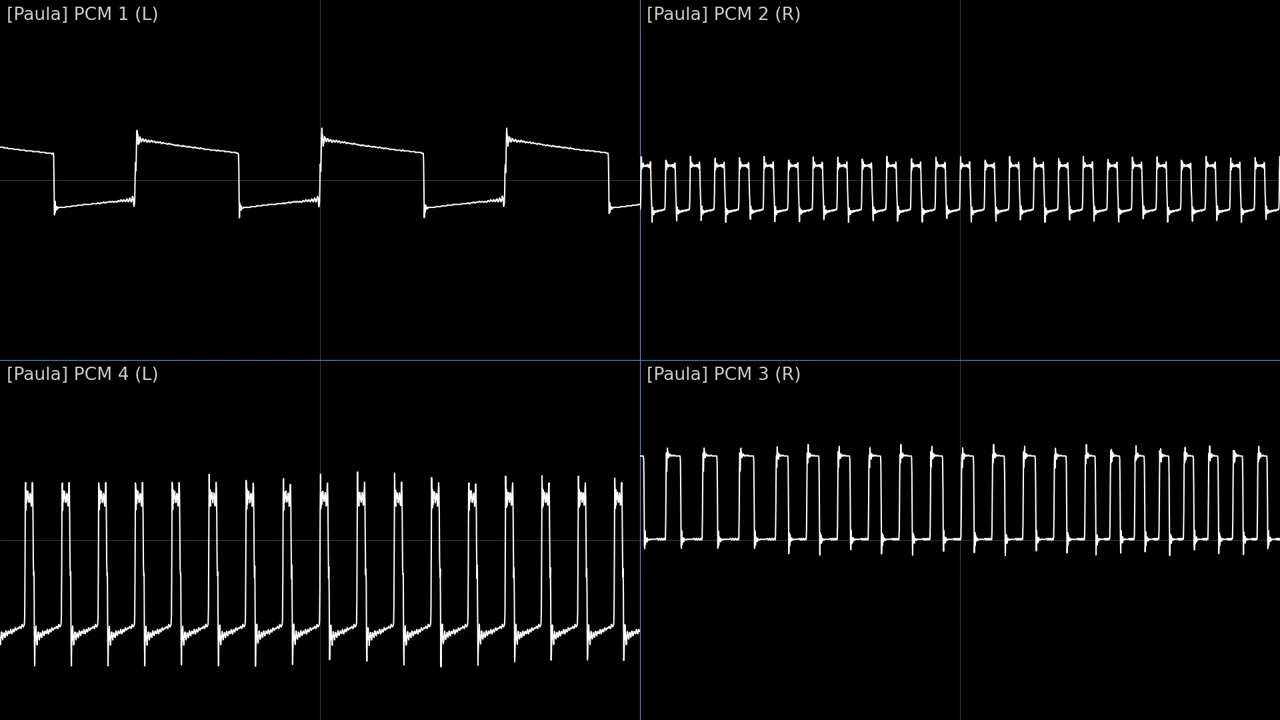 [Paula] PCM 1 (L)
[Paula] PCM 2 (R)
[Paula] PCM 4 (L)
[Paula] PCM 3 (R)